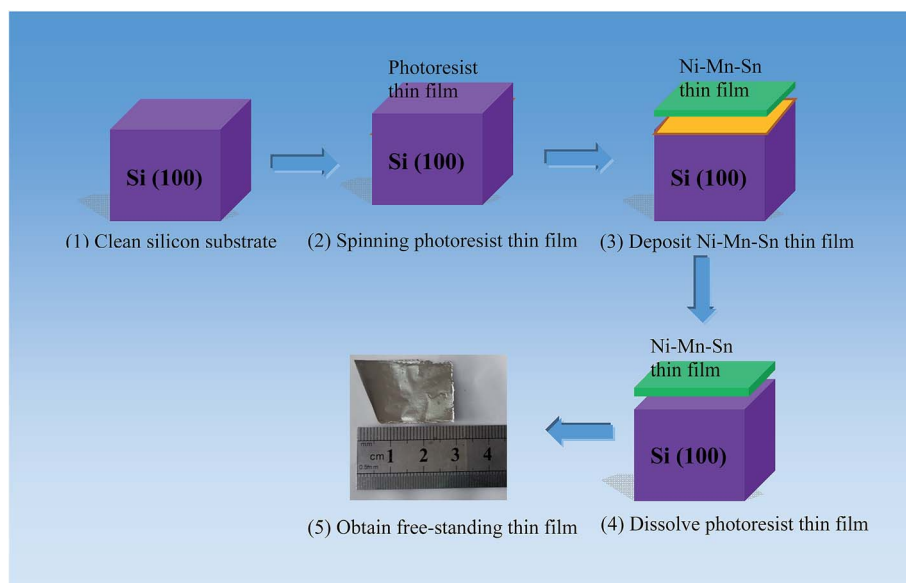 Photoresist
thin film
Ni-Mn-Sn
thin film
Si (100)
Si (100)
Si (100)
(1) Clean silicon substrate
(2) Spinning photoresist thin film
(3) Deposit Ni-Mn-Sn thin film
Ni-Mn-Sn
thin film
mm
cm 1 2 3 4
0.5mm
Si (100)
(5) Obtain free-standing thin film
(4) Dissolve photoresist thin film